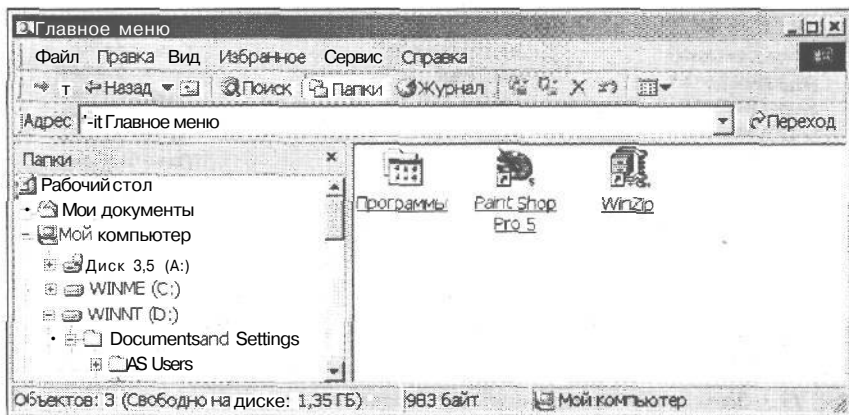 Главное меню
Файл Правка Вид Избранное Сервис Справка
т Назад Поиск Папки Журнал
Адрес '-it Главное меню Переход
Папки ×
Рабочий стол
Мои документы
Мой компьютер
Диск 3,5 (A:)
WINME (C:)
WINNT (D:)
Documentsand Settings
AS Users
Программы
Paint Shop
Pro 5
WinZip
Объектов: 3 (Свободно на диске: 1,35 ГБ) 983 байт Мой компьютер